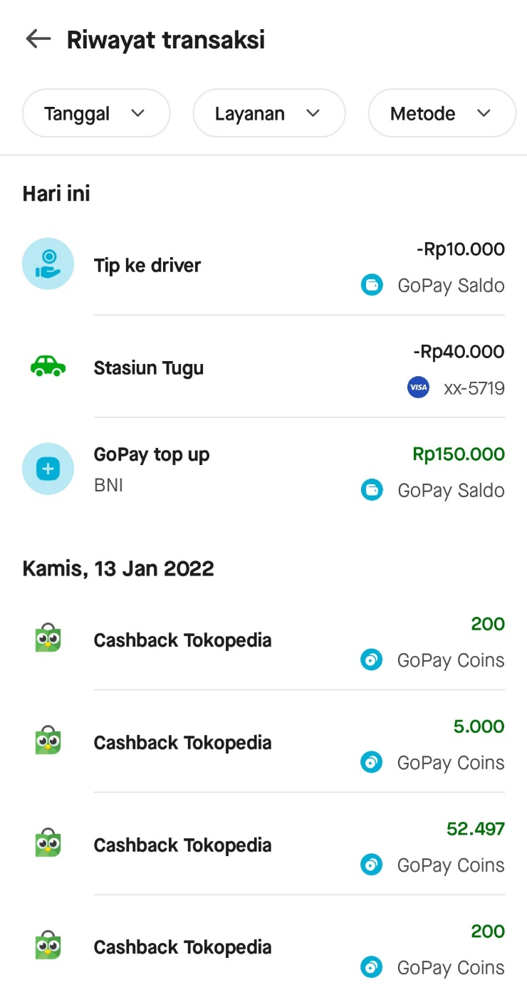 Riwayat transaksi
Tanggal
Layanan
Metode
Hari ini
Tip ke driver
-Rp10.000
GoPay Saldo
Stasiun Tugu
-Rp40.000
VISA xx-5719
GoPay top up
BNI
Rp150.000
GoPay Saldo
Kamis, 13 Jan 2022
Cashback Tokopedia
200
GoPay Coins
Cashback Tokopedia
5.000
GoPay Coins
Cashback Tokopedia
52.497
GoPay Coins
Cashback Tokopedia
200
GoPay Coins